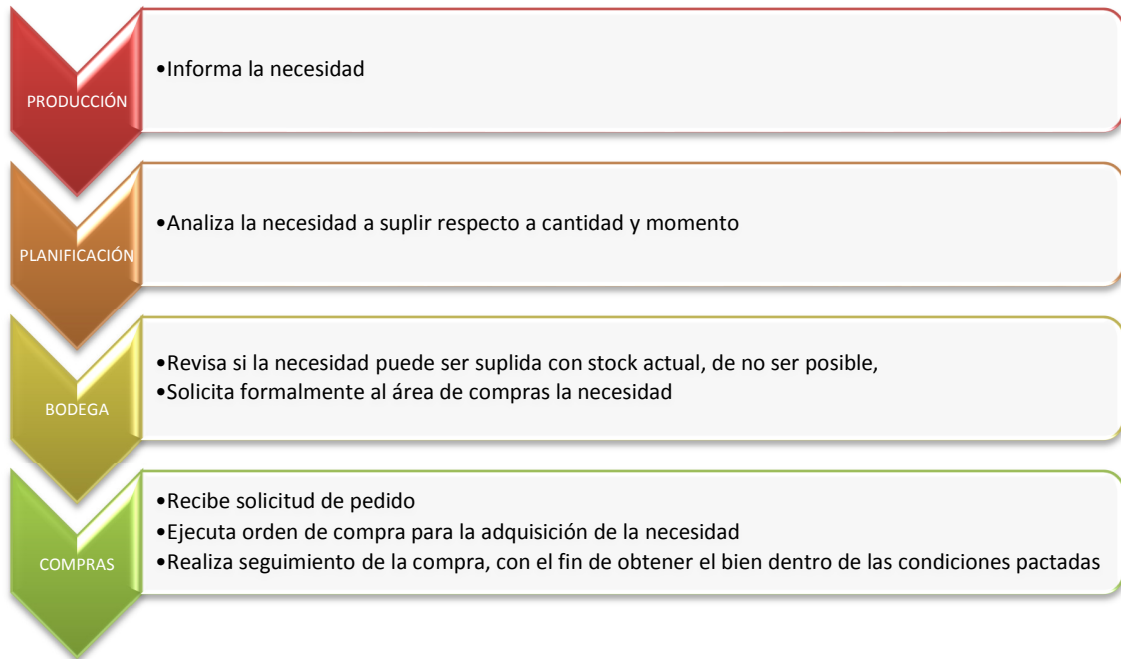 PRODUCCIÓN
•Informa la necesidad
PLANIFICACIÓN
•Analiza la necesidad a suplir respecto a cantidad y momento
BODEGA
•Revisa si la necesidad puede ser suplida con stock actual, de no ser posible,
•Solicita formalmente al área de compras la necesidad
COMPRAS
•Recibe solicitud de pedido
•Ejecuta orden de compra para la adquisición de la necesidad
•Realiza seguimiento de la compra, con el fin de obtener el bien dentro de las condiciones pactadas